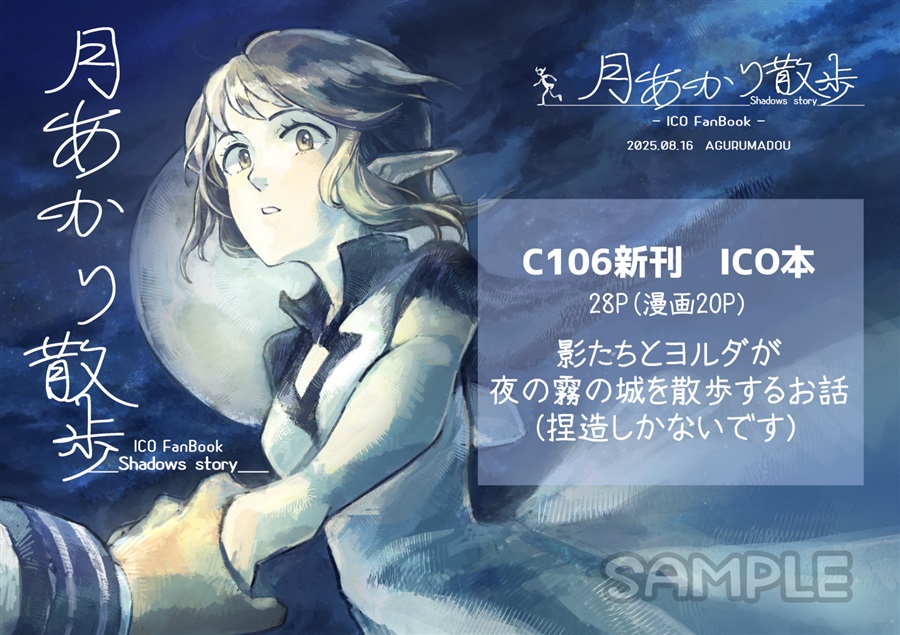 月あかり散歩
ICO FanBook
Shadows story
月あかり散歩
Shadows story
- ICO FanBook -
2025.08.16 AGURUMADOU
C106新刊 ICO本
28P(漫画20P)
影たちとヨルダが
夜の霧の城を散歩するお話
(捏造しかないです)
SAMPLE